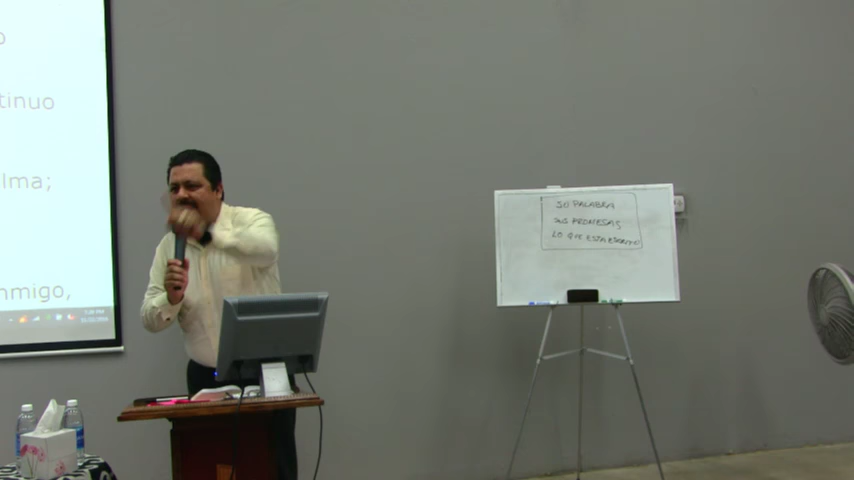 tinuo
lma;
nmigo,
SU PALABRA
SUS PROMESAS
LO QUE ESTA ESCRITO